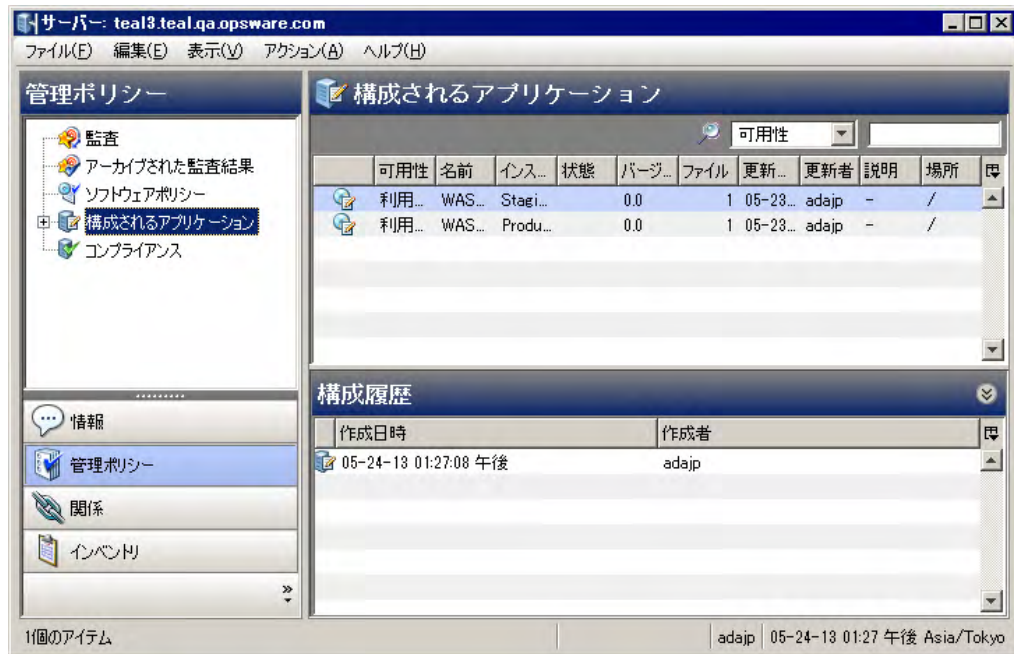 サーバー: teal3.teal.qa.opsware.com
ファイル(F) 編集(E) 表示(V) アクション(A) ヘルプ(H)
管理ポリシー
監査
アーカイブされた監査結果
ソフトウェアポリシー
構成されるアプリケーション
コンプライアンス
情報
管理ポリシー
関係
インベントリ
構成されるアプリケーション
可用性
可用性 名前 インス... 状態 バージ... ファイル 更新... 更新者 説明 場所
利用... WAS... Stagi... 0.0 1 05-23... adajp - /
利用... WAS... Produ... 0.0 1 05-23... adajp - /
構成履歴
作成日時 作成者
05-24-13 01:27:08 午後 adajp
1個のアイテム
adajp 05-24-13 01:27 午後 Asia/Tokyo